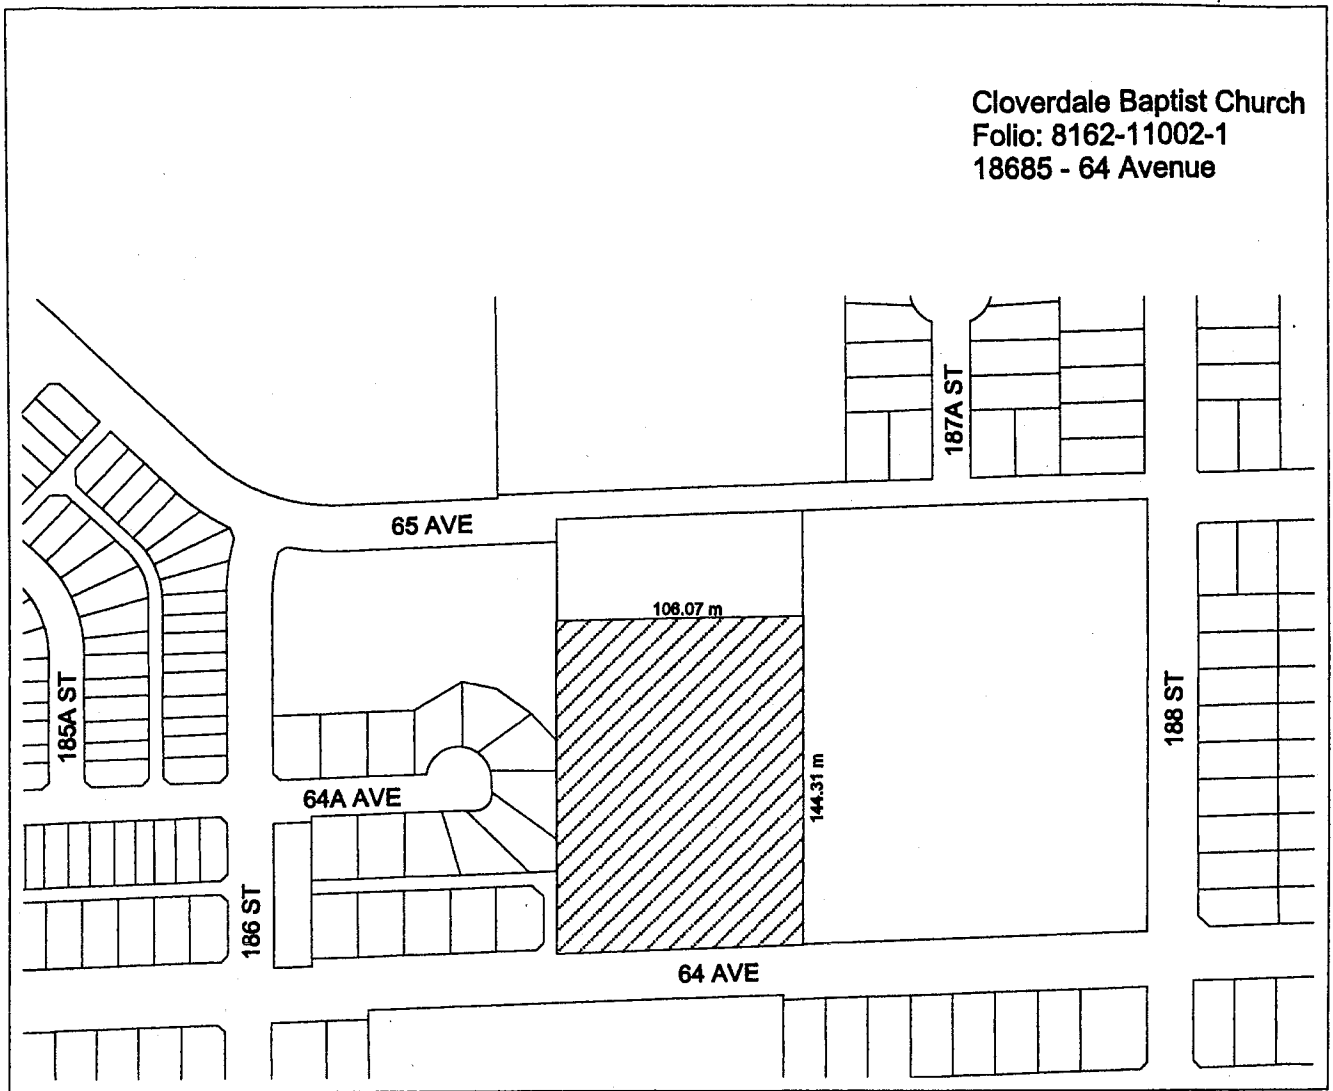 Cloverdale Baptist Church
Folio: 8162-11002-1
18685 - 64 Avenue
187A ST
65 AVE
106.07 m
185A ST
188 ST
144.31 m
64A AVE
186 ST
64 AVE